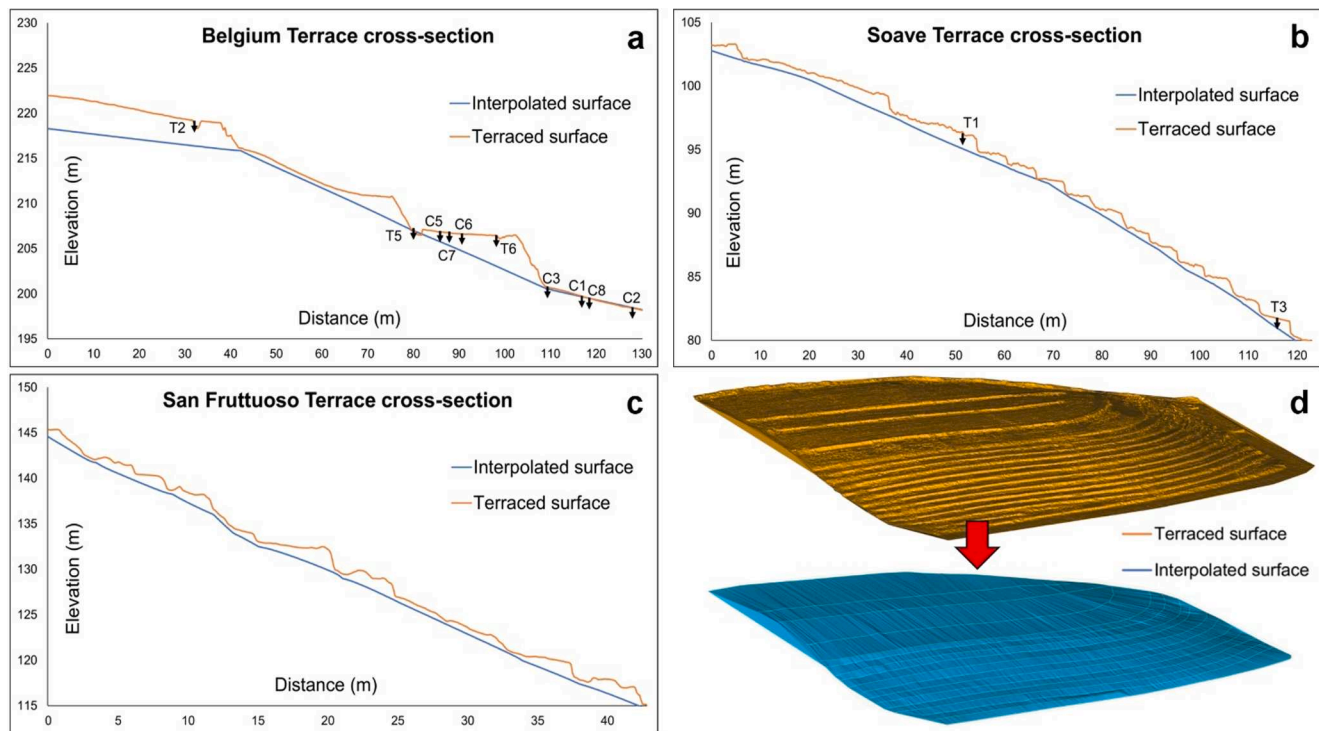 Belgium Terrace cross-section
a
230
225
220
215
210
205
200
195
Elevation (m)
Interpolated surface
Terraced surface
T2
T5
C5
C6
C7
T6
C3
C1
C8
C2
Distance (m)
0 10 20 30 40 50 60 70 80 90 100 110 120 130
Soave Terrace cross-section
b
105
100
95
90
85
80
Elevation (m)
Interpolated surface
Terraced surface
T1
T3
Distance (m)
0 10 20 30 40 50 60 70 80 90 100 110 120
San Fruttuoso Terrace cross-section
c
150
145
140
135
130
125
120
115
Elevation (m)
Interpolated surface
Terraced surface
Distance (m)
0 5 10 15 20 25 30 35 40
d
Terraced surface
Interpolated surface